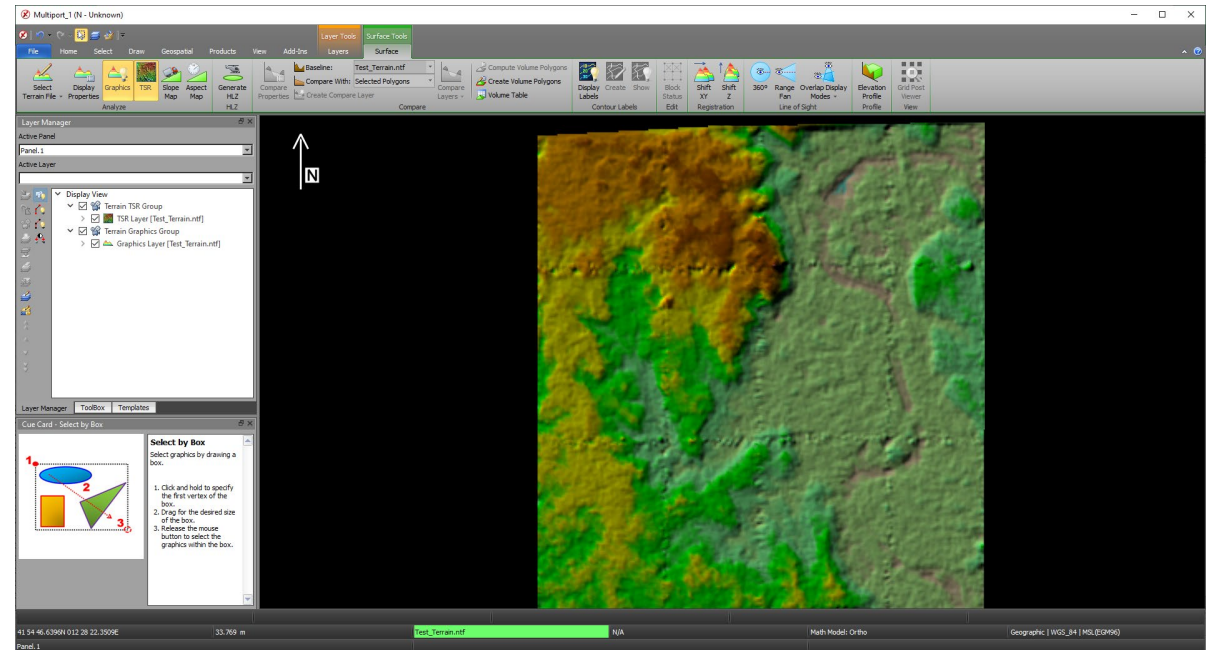 Multiport_1 (N - Unknown)
Layer Tools Surface Tools
File Home Select Draw Geospatial Products View Add-Ins Layers Surface
Select Terrain File
Display Properties
Graphics
TSR
Slope Map
Aspect Map
Analyze
Generate HLZ
HLZ
Compare Properties
Baseline: Test_Terrain.ntf
Compare With: Selected Polygons
Create Compare Layer
Compare Layers
Compute Volume Polygons
Create Volume Polygons
Volume Table
Compare
Display Labels
Create
Show
Contour Labels
Block Status
Edit
Shift XY
Shift Z
Registration
360°
Range Fan
Overlap Display Modes
Line of Sight
Elevation Profile
Profile
Grid Post Viewer
View
Layer Manager
Active Panel
Panel.1
Active Layer
Display View
Terrain TSR Group
TSR Layer [Test_Terrain.ntf]
Terrain Graphics Group
Graphics Layer [Test_Terrain.ntf]
Layer Manager ToolBox Templates
Cue Card - Select by Box
1
2
3
Select by Box
Select graphics by drawing a
box.
1. Click and hold to specify
the first vertex of the
box.
2. Drag for the desired size
of the box.
3. Release the mouse
button to select the
graphics within the box.
N
41 54 46.6396N 012 28 22.3509E 33.769 m Test_Terrain.ntf N/A Math Model: Ortho Geographic | WGS_84 | MSL(EGM96)
Panel.1